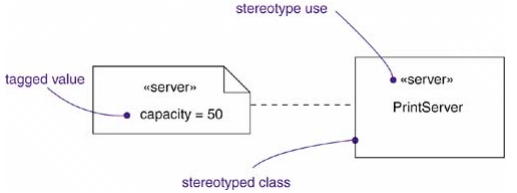 stereotype use
tagged value
«server»
capacity = 50
«server»
PrintServer
stereotyped class